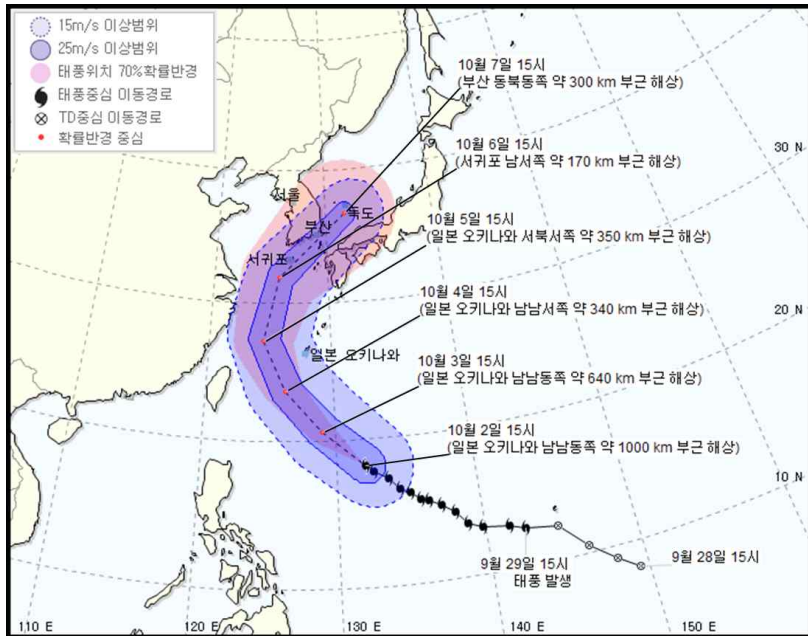 15m/s 이상범위
25m/s 이상범위
태풍위치 70%확률반경
태풍중심 이동경로
TD중심 이동경로
확률반경 중심
10월 7일 15시
(부산 동북동쪽 약 300 km 부근 해상)
10월 6일 15시
(서귀포 남서쪽 약 170 km 부근 해상)
30 N
서울
독도
부산
10월 5일 15시
(일본 오키나와 서북서쪽 약 350 km 부근 해상)
서귀포
10월 4일 15시
(일본 오키나와 남남서쪽 약 340 km 부근 해상)
20 N
일본 오키나와
10월 3일 15시
(일본 오키나와 남남동쪽 약 640 km 부근 해상)
10월 2일 15시
(일본 오키나와 남남동쪽 약 1000 km 부근 해상)
10 N
9월 29일 15시
태풍 발생
9월 28일 15시
110 E
120 E
130 E
140 E
150 E